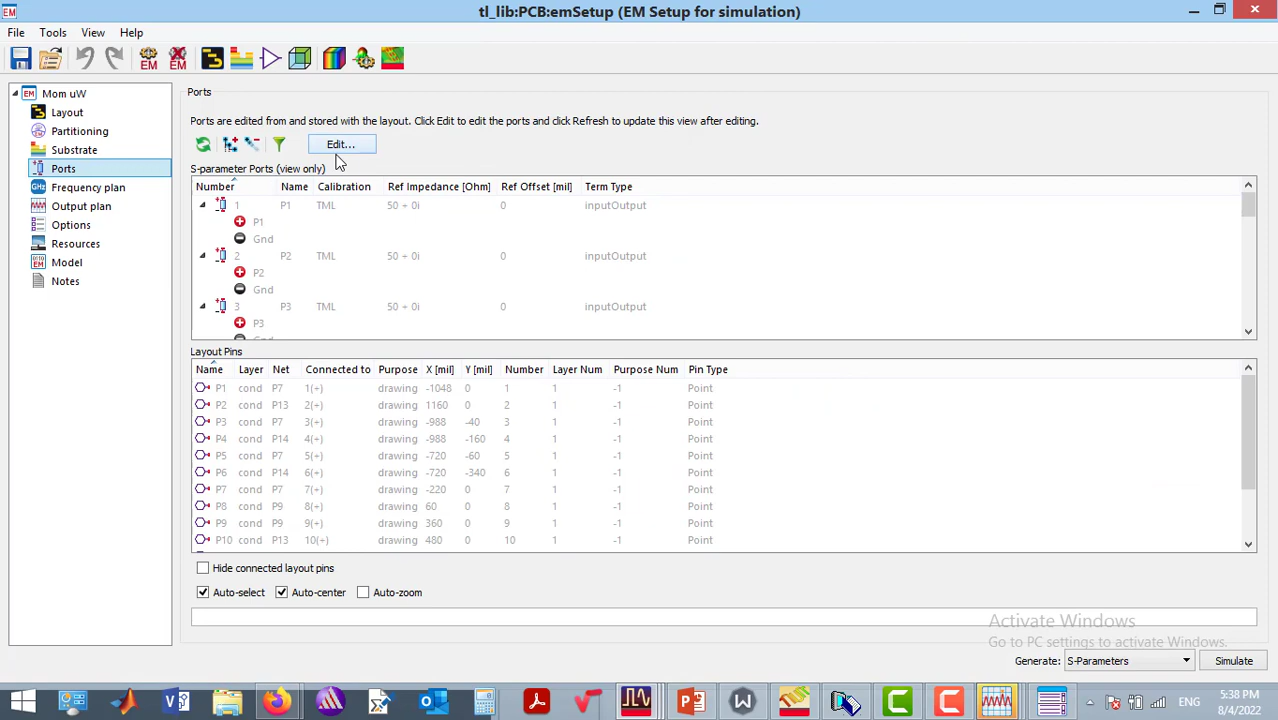 EM
tl_lib:PCB:emSetup (EM Setup for simulation)
File Tools View Help
EM EM
EM Mom uW
Layout
Partitioning
Substrate
Ports
GHz Frequency plan
Output plan
Options
Resources
EM Model
Notes
Ports
Ports are edited from and stored with the layout. Click Edit to edit the ports and click Refresh to update this view after editing.
Edit...
S-parameter Ports (view only)
Number Name Calibration Ref Impedance [Ohm] Ref Offset [mil] Term Type
1 P1 TML 50 + 0i 0 inputOutput
P1
Gnd
2 P2 TML 50 + 0i 0 inputOutput
P2
Gnd
3 P3 TML 50 + 0i 0 inputOutput
P3
Gnd
Layout Pins
Name Layer Net Connected to Purpose X [mil] Y [mil] Number Layer Num Purpose Num Pin Type
P1 cond P7 1(+) drawing -1048 0 1 1 -1 Point
P2 cond P13 2(+) drawing 1160 0 2 1 -1 Point
P3 cond P7 3(+) drawing -988 -40 3 1 -1 Point
P4 cond P14 4(+) drawing -988 -160 4 1 -1 Point
P5 cond P7 5(+) drawing -720 -60 5 1 -1 Point
P6 cond P14 6(+) drawing -720 -340 6 1 -1 Point
P7 cond P7 7(+) drawing -220 0 7 1 -1 Point
P8 cond P9 8(+) drawing 60 0 8 1 -1 Point
P9 cond P9 9(+) drawing 360 0 9 1 -1 Point
P10 cond P13 10(+) drawing 480 0 10 1 -1 Point
Hide connected layout pins
Auto-select Auto-center Auto-zoom
Activate Windows
Go to PC settings to activate Windows.
Generate: S-Parameters Simulate
ENG
5:38 PM
8/4/2022